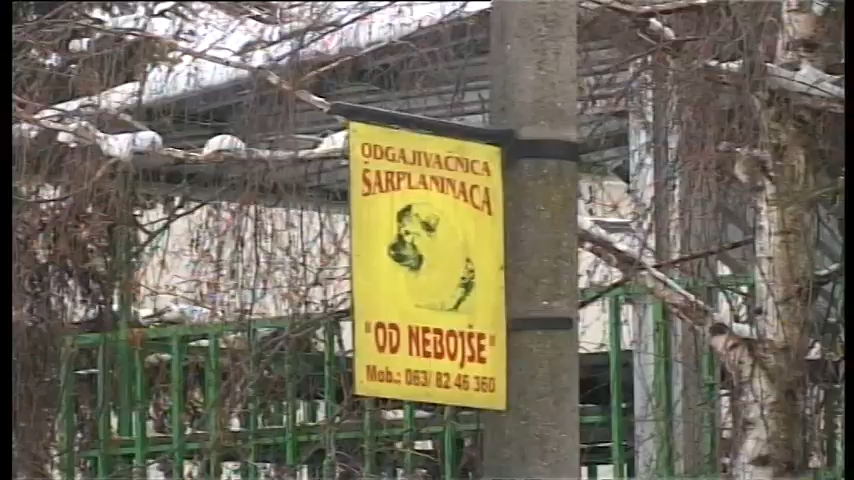 ODGAJIVAČNICA
ŠARPLANINACA
"OD NEBOJŠE"
Mob.: 063/ 82 46 360